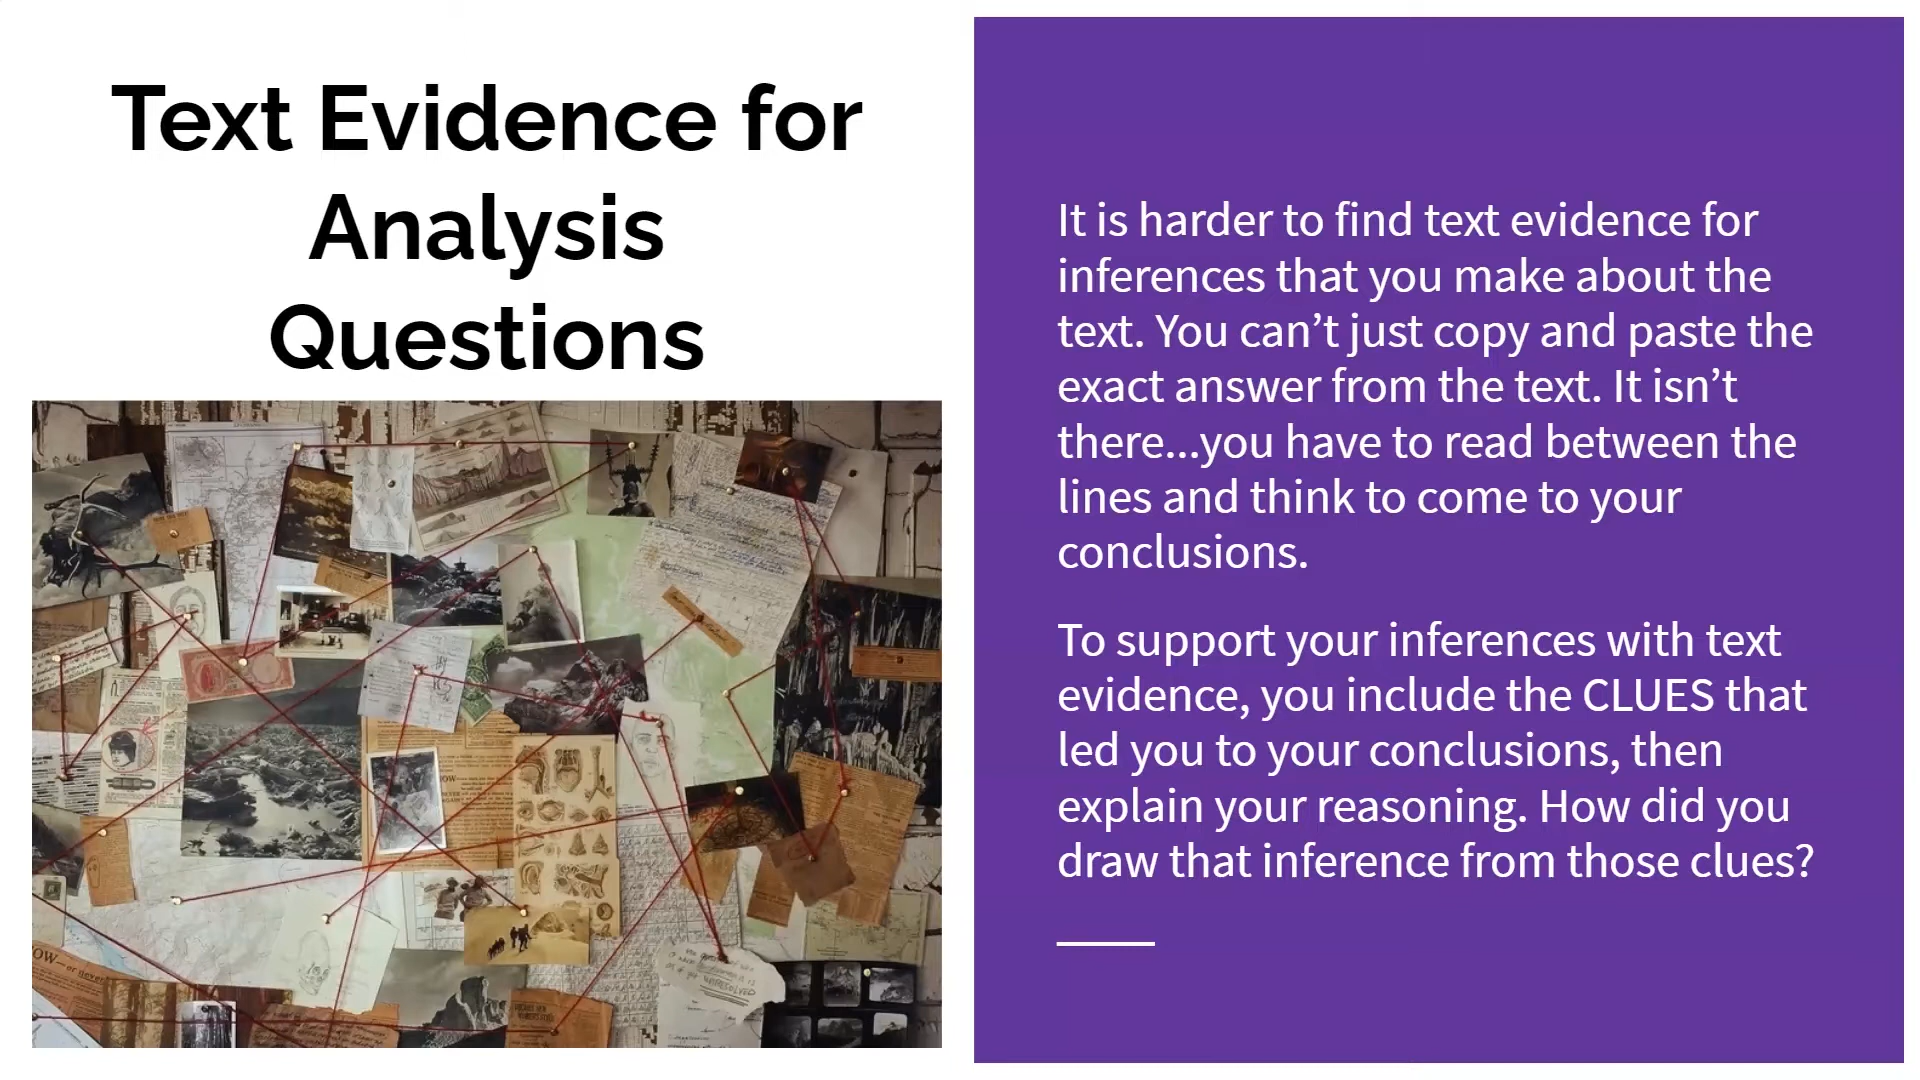 Text Evidence for
Analysis
Questions
It is harder to find text evidence for
inferences that you make about the
text. You can’t just copy and paste the
exact answer from the text. It isn’t
there...you have to read between the
lines and think to come to your
conclusions.
To support your inferences with text
evidence, you include the CLUES that
led you to your conclusions, then
explain your reasoning. How did you
draw that inference from those clues?